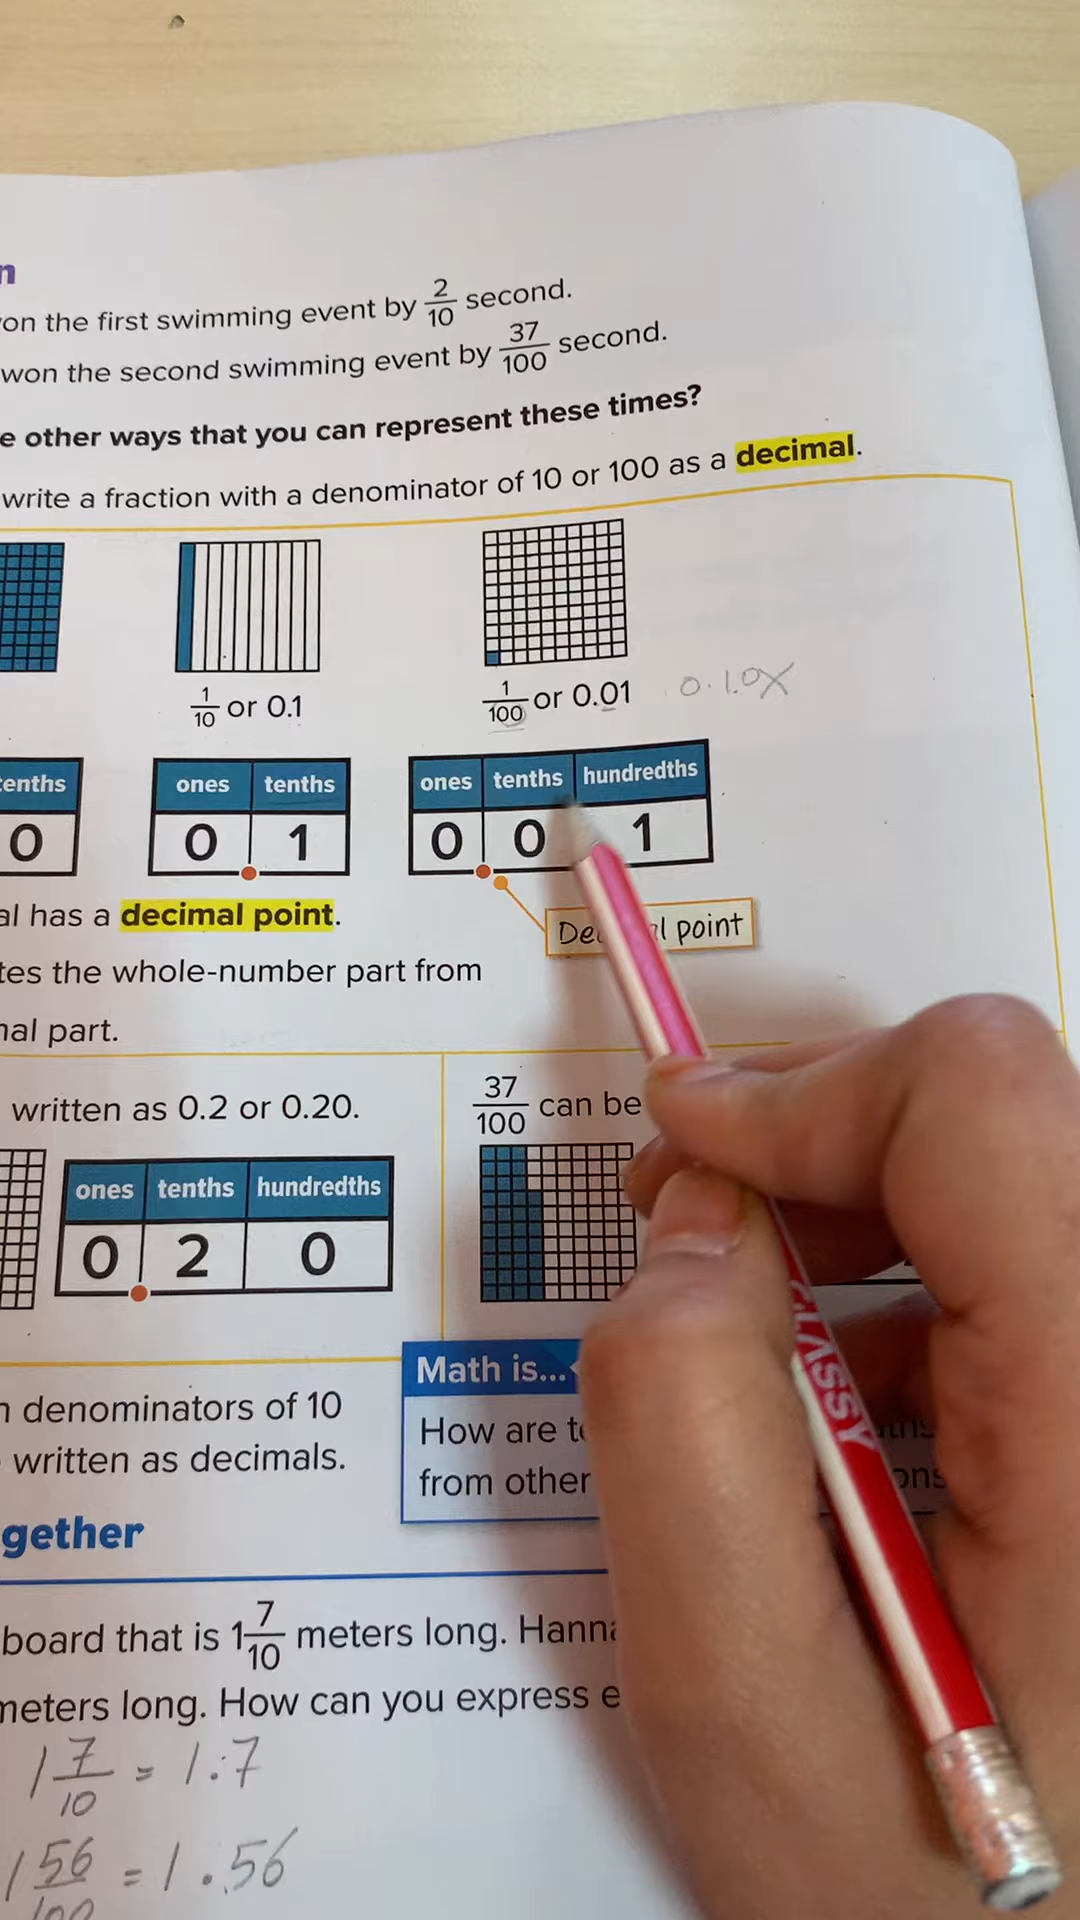 n
on the first swimming event by 2/10 second.
won the second swimming event by 37/100 second.
e other ways that you can represent these times?
write a fraction with a denominator of 10 or 100 as a decimal.
1/10 or 0.1
1/100 or 0.01 0.1.0X
tenths
0
ones tenths
0 . 1
ones tenths hundredths
0 . 0 1
al has a decimal point.
point
tes the whole-number part from
nal part.
written as 0.2 or 0.20.
37/100 can be
ones tenths hundredths
0 . 2 0
Math is...
How are
from other
n denominators of 10
written as decimals.
gether
board that is 1 7/10 meters long. Hanna
meters long. How can you express e
1 7/10 = 1.7
1 56/100 = 1.56
CLASSY